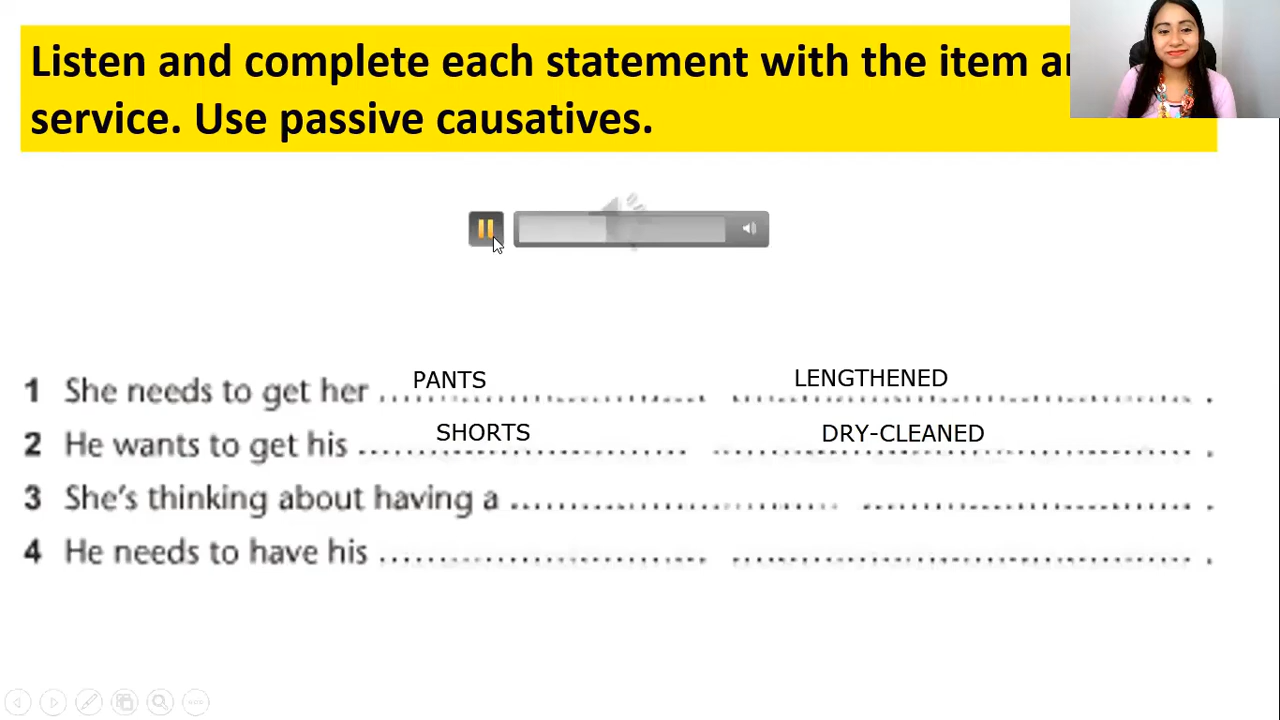 Listen and complete each statement with the item
service. Use passive causatives.
1 She needs to get her PANTS LENGTHENED.
2 He wants to get his SHORTS DRY-CLEANED.
3 She's thinking about having a .................... .................... .
4 He needs to have his .................... .................... .